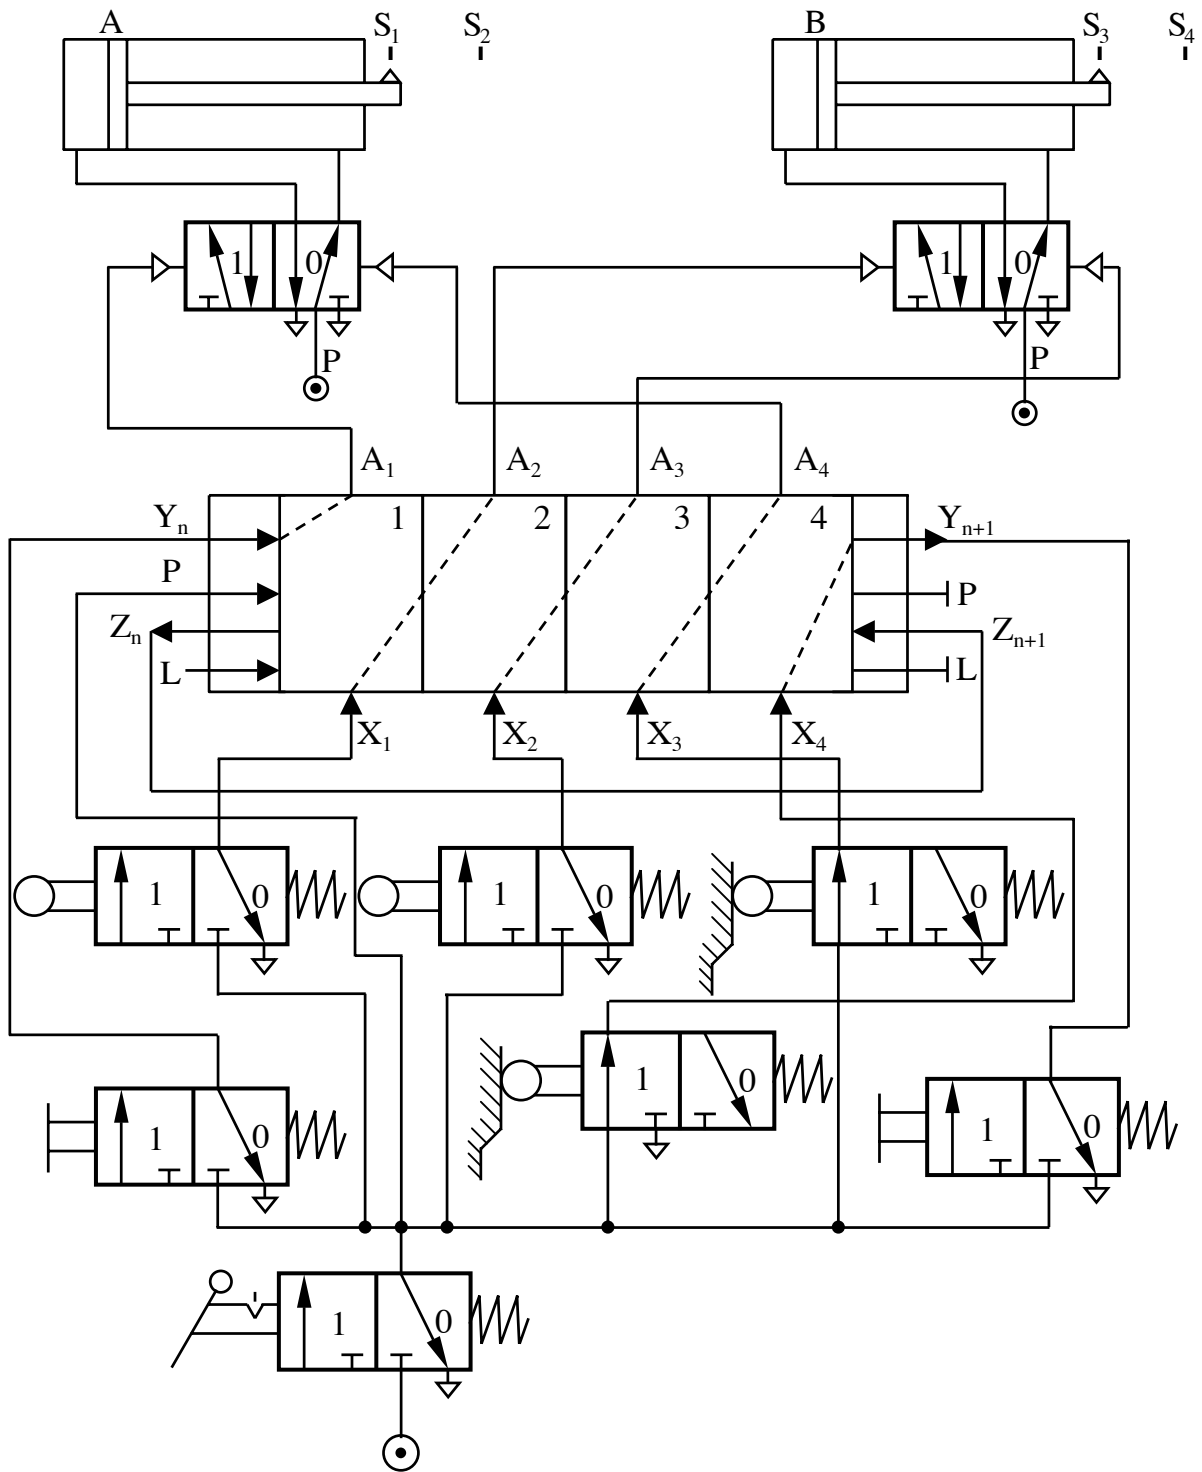 A S₁ S₂ B S₃ S₄
1 0 1 0
P P
A₁ A₂ A₃ A₄
Yₙ 1 2 3 4 Yₙ₊₁
P P
Zₙ Zₙ₊₁
L L
X₁ X₂ X₃ X₄
1 0 1 0 1 0
1 0 1 0 1 0
1 0